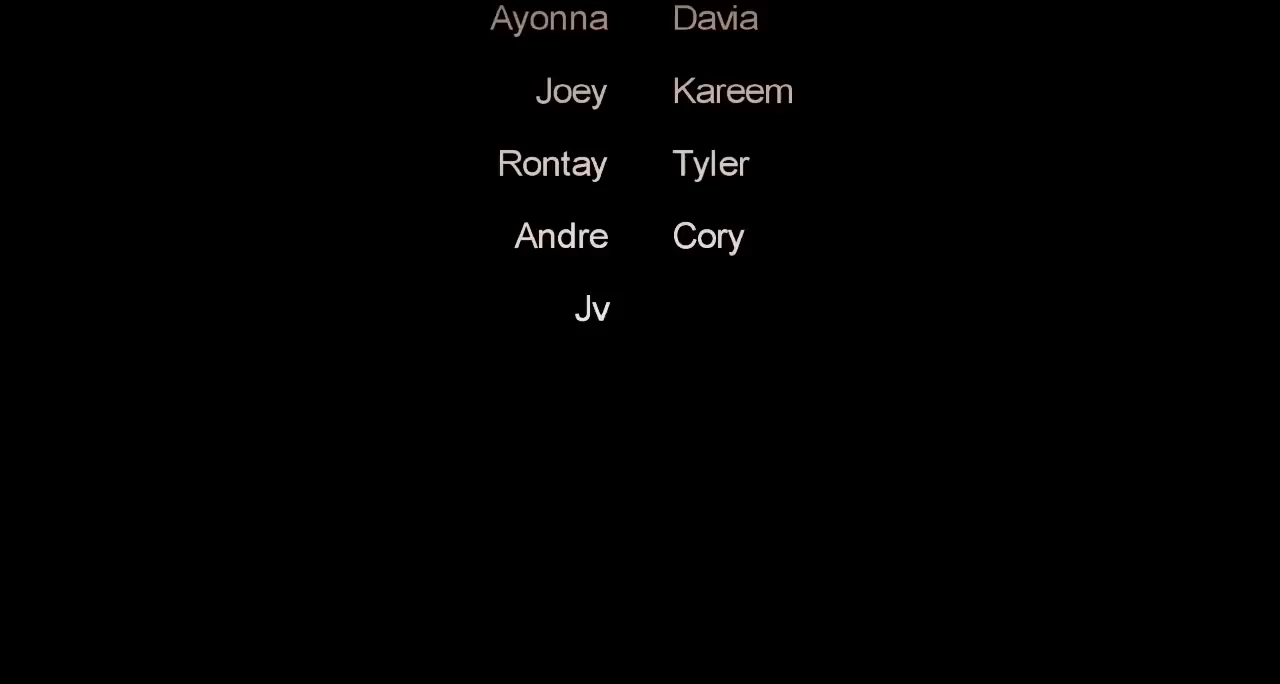 Ayonna Davia
Joey Kareem
Rontay Tyler
Andre Cory
Jv